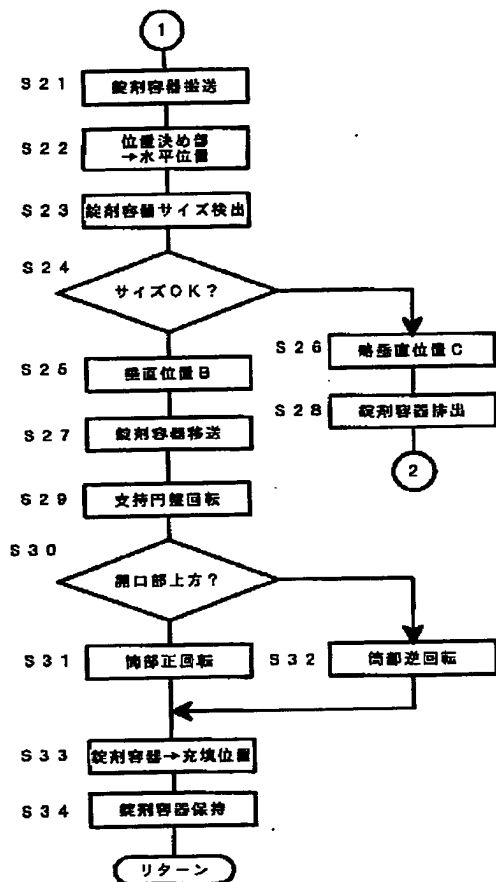 1
S21 錠剤容器搬送
S22 位置決め部
→水平位置
S23 錠剤容器サイズ検出
S24
サイズOK?
S25 垂直位置B
S26 略垂直位置C
S27 錠剤容器移送
S28 錠剤容器排出
2
S29 支持円盤回転
S30
開口部上方?
S31 筒部正回転
S32 筒部逆回転
S33 錠剤容器→充填位置
S34 錠剤容器保持
リターン